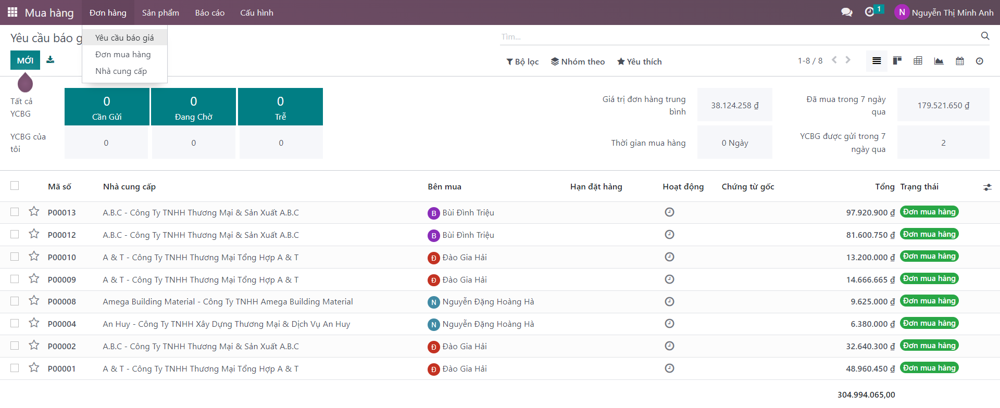 Mua hàng Đơn hàng Sản phẩm Báo cáo Cấu hình 1 N Nguyễn Thị Minh Anh
Yêu cầu báo g
Tìm...
Yêu cầu báo giá
Đơn mua hàng
Nhà cung cấp
MỚI
Bộ lọc Nhóm theo Yêu thích 1-8 / 8
Tất cả
YCBG
0
Cần Gửi
0
Đang Chờ
0
Trễ
YCBG của
tôi
0 0 0
Giá trị đơn hàng trung
bình
38.124.258 ₫
Đã mua trong 7 ngày
qua
179.521.650 ₫
Thời gian mua hàng 0 Ngày
YCBG được gửi trong 7
ngày qua
2
Mã số Nhà cung cấp Bên mua Hạn đặt hàng Hoạt động Chứng từ gốc Tổng Trạng thái
P00013 A.B.C - Công Ty TNHH Thương Mại & Sản Xuất A.B.C B Bùi Đình Triệu 97.920.900 ₫ Đơn mua hàng
P00012 A.B.C - Công Ty TNHH Thương Mại & Sản Xuất A.B.C B Bùi Đình Triệu 81.600.750 ₫ Đơn mua hàng
P00010 A & T - Công Ty TNHH Thương Mại Tổng Hợp A & T Đ Đào Gia Hải 13.200.000 ₫ Đơn mua hàng
P00009 A & T - Công Ty TNHH Thương Mại Tổng Hợp A & T Đ Đào Gia Hải 14.666.665 ₫ Đơn mua hàng
P00008 Amega Building Material - Công Ty TNHH Amega Building Material N Nguyễn Đặng Hoàng Hà 9.625.000 ₫ Đơn mua hàng
P00004 An Huy - Công Ty TNHH Xây Dựng Thương Mại & Dịch Vụ An Huy N Nguyễn Đặng Hoàng Hà 6.380.000 ₫ Đơn mua hàng
P00002 A.B.C - Công Ty TNHH Thương Mại & Sản Xuất A.B.C Đ Đào Gia Hải 32.640.300 ₫ Đơn mua hàng
P00001 A & T - Công Ty TNHH Thương Mại Tổng Hợp A & T Đ Đào Gia Hải 48.960.450 ₫ Đơn mua hàng
304.994.065,00